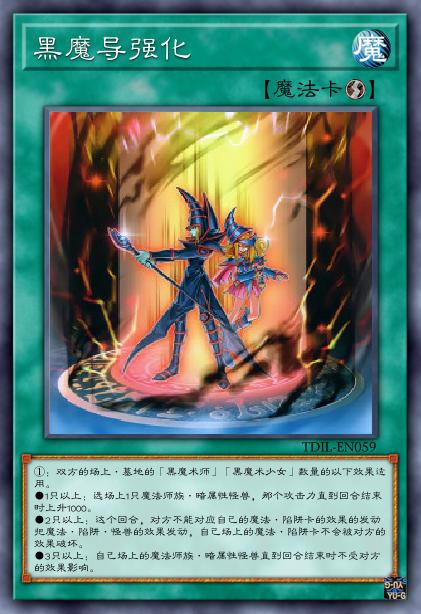 黑魔导强化
魔
【魔法卡】
TDIL-EN059
①：双方的场上·墓地的「黑魔术师」「黑魔术少女」数量的以下效果适
用。
●1只以上：选场上1只魔法师族·暗属性怪兽，那个攻击力直到回合结束
时上升1000。
●2只以上：这个回合，对方不能对应自己的魔法·陷阱卡的效果的发动
把魔法·陷阱·怪兽的效果发动，自己场上的魔法·陷阱卡不会被对方的
效果破坏。
●3只以上：自己场上的魔法师族·暗属性怪兽直到回合结束时不受对方
的效果影响。